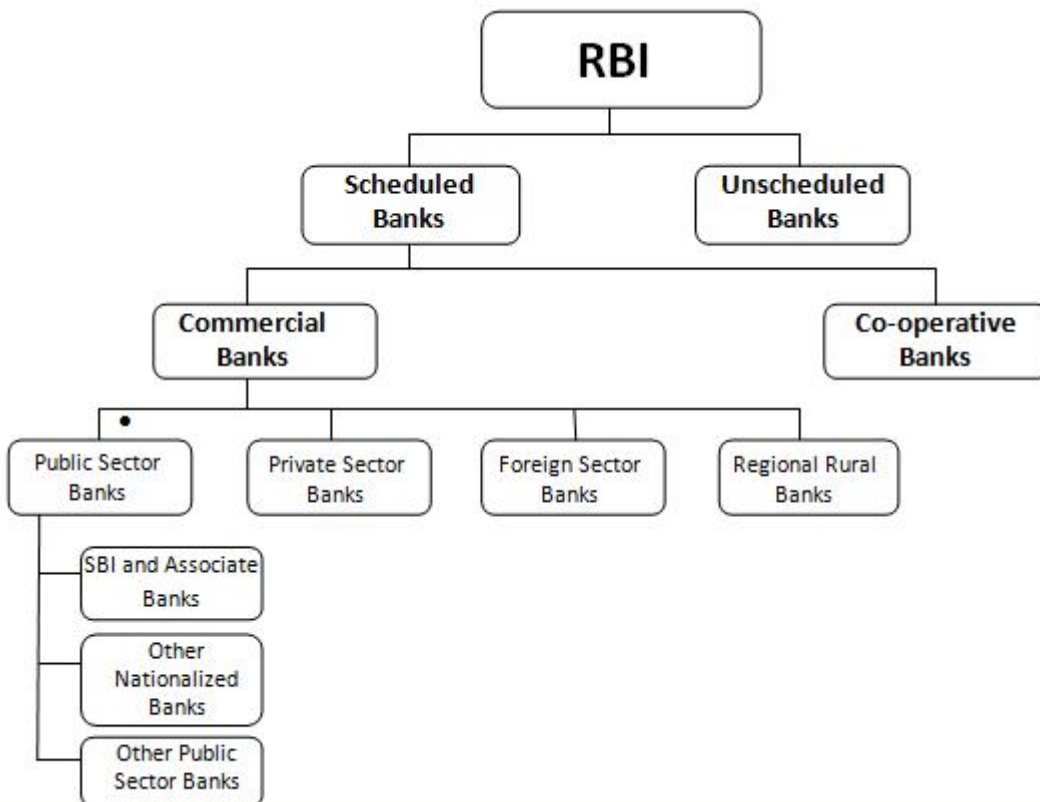 RBI
Scheduled
Banks
Unscheduled
Banks
Commercial
Banks
Co-operative
Banks
Public Sector
Banks
Private Sector
Banks
Foreign Sector
Banks
Regional Rural
Banks
SBI and Associate
Banks
Other
Nationalized
Banks
Other Public
Sector Banks